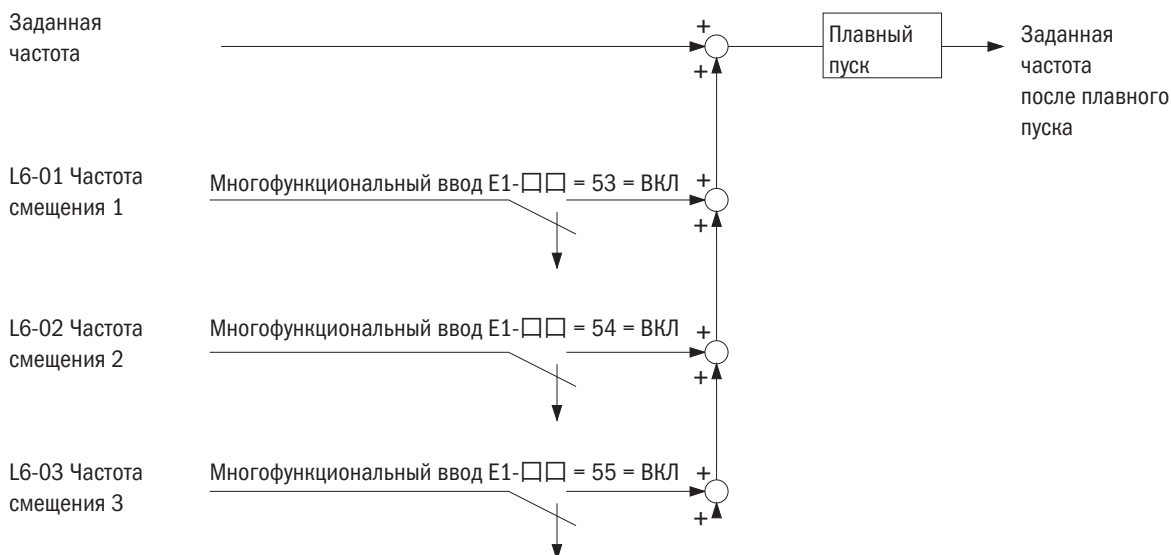 Заданная
частота
+
+
Плавный
пуск
Заданная
частота
после плавного
пуска
L6-01 Частота
смещения 1
Многофункциональный ввод E1-□□ = 53 = ВКЛ
+
+
L6-02 Частота
смещения 2
Многофункциональный ввод E1-□□ = 54 = ВКЛ
+
+
L6-03 Частота
смещения 3
Многофункциональный ввод E1-□□ = 55 = ВКЛ
+
+